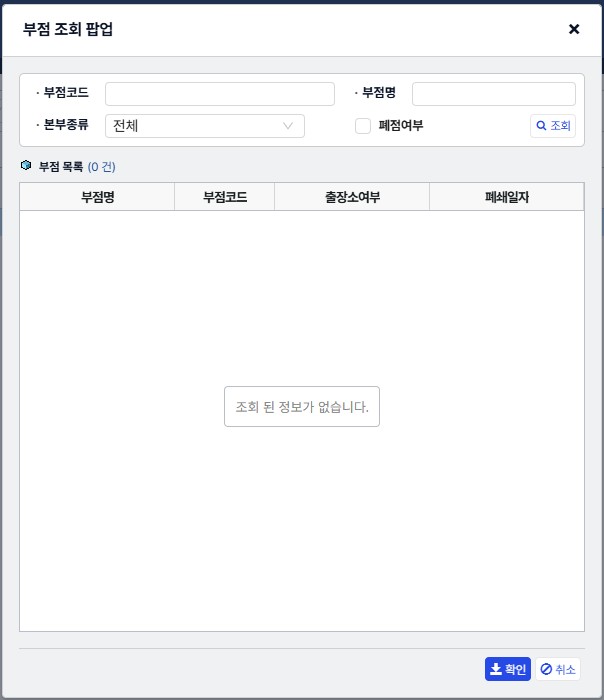 부점 조회 팝업
· 부점코드
· 부점명
· 본부종류 전체
폐점여부
조회
부점 목록 (0 건)
부점명 부점코드 출장소여부 폐쇄일자
조회 된 정보가 없습니다.
확인 취소